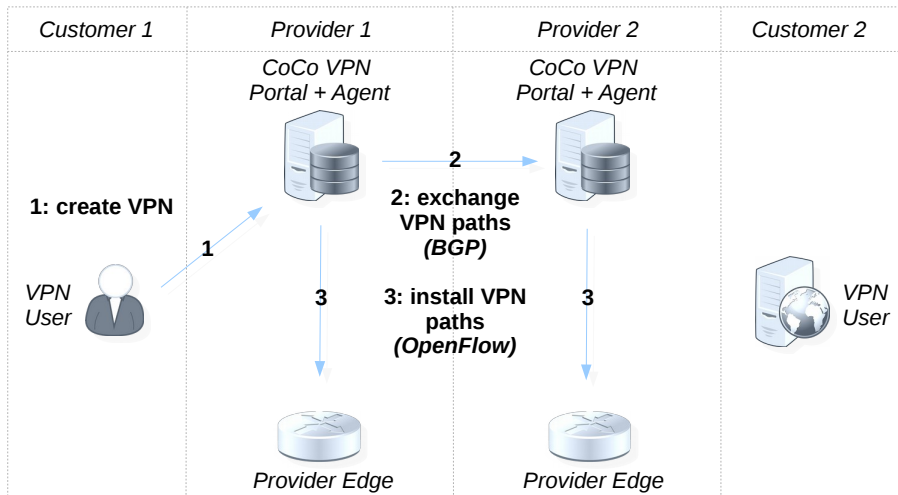 Customer 1
Provider 1
Provider 2
Customer 2
CoCo VPN
Portal + Agent
CoCo VPN
Portal + Agent
2
1: create VPN
2: exchange
VPN paths
(BGP)
1
VPN
User
3
3: install VPN
paths
(OpenFlow)
3
VPN
User
Provider Edge
Provider Edge